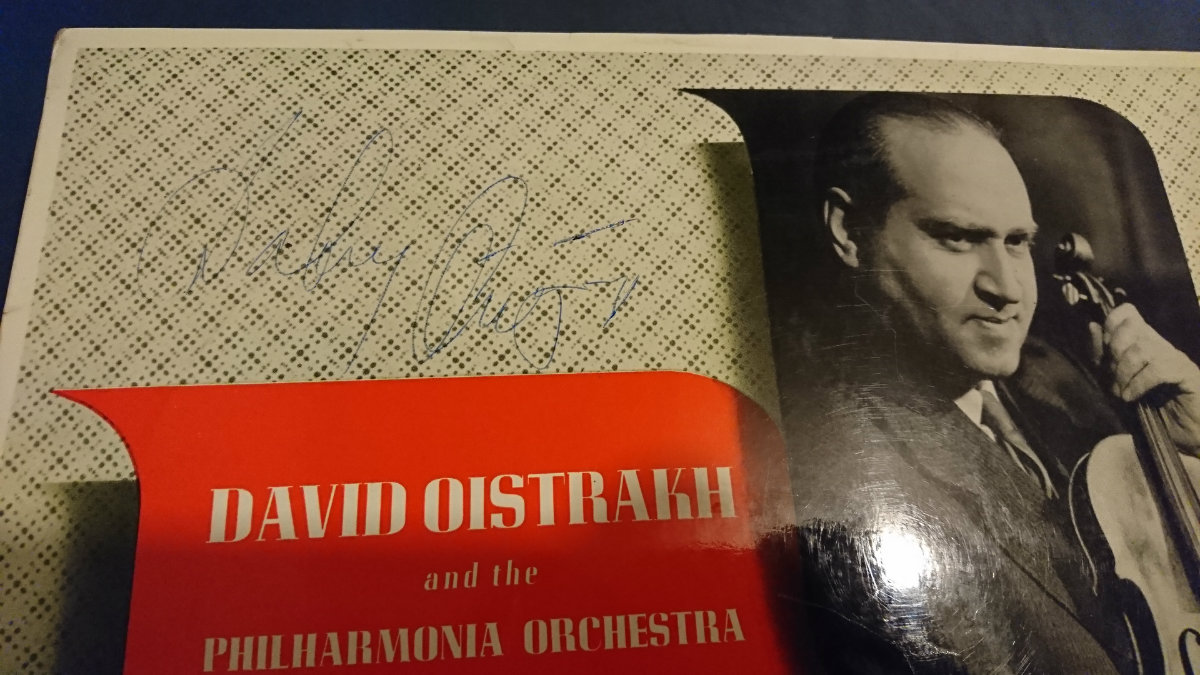 DAVID OISTRAKH
and the
PHILHARMONIA ORCHESTRA